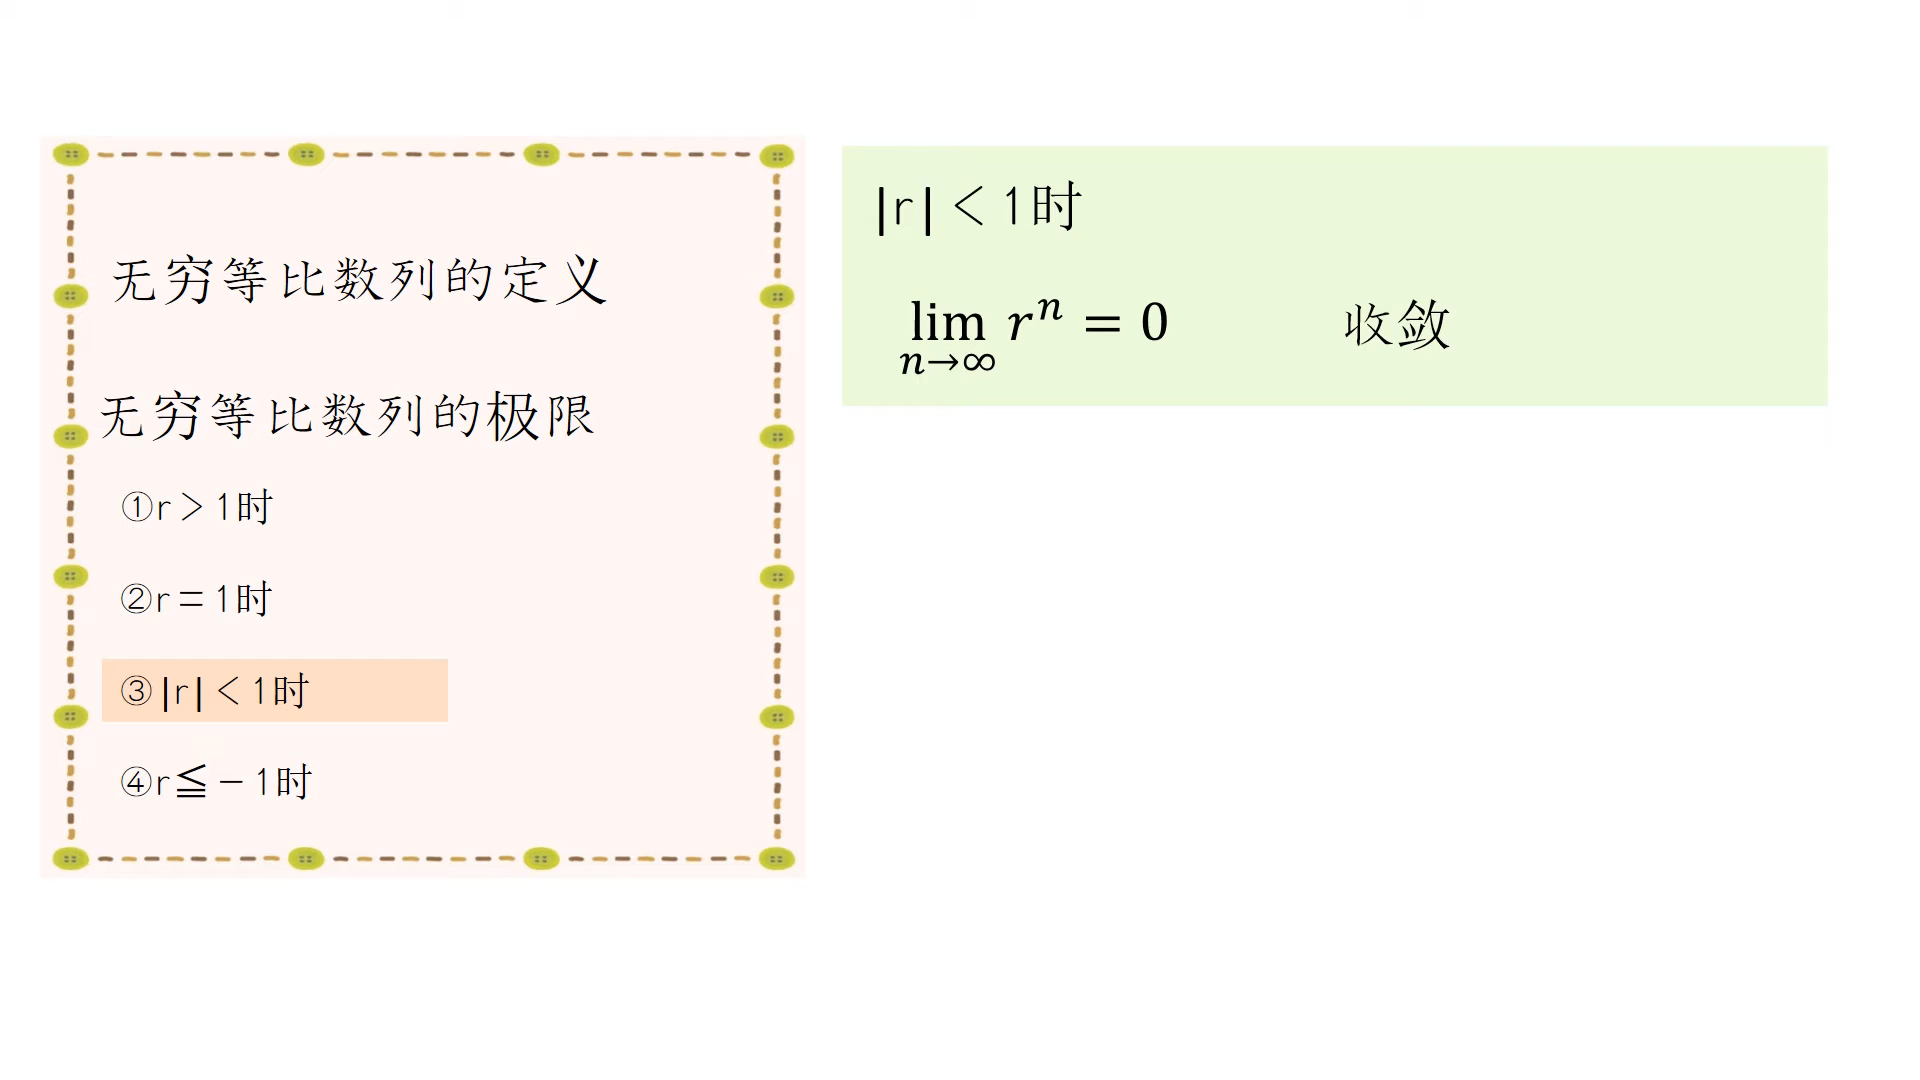 无穷等比数列的定义
无穷等比数列的极限
①r＞1时
②r＝1时
③|r|＜1时
④r≦－1时
|r|＜1时
lim r^n = 0 收敛
n→∞